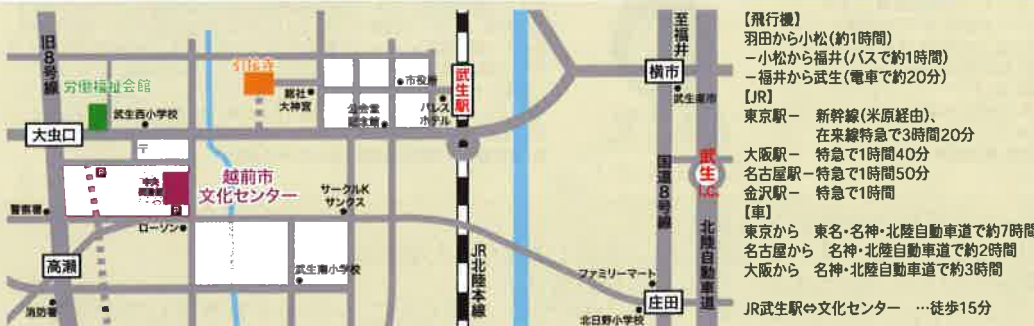 旧8号線
労働福祉会館
武生西小学校
大虫口
総社
大神宮
市役所
パレス
ホテル
公会堂
記念館
武生駅
至福井
横市
武生楽市
武生
I.C.
国道8号線
北陸自動車道
〒
P
中央
P
越前市
文化センター
サークルK
サンクス
警察署
ローソン
高瀬
消防署
武生南小学校
JR北陸本線
ファミリーマート
庄田
北日野小学校
【飛行機】
羽田から小松(約1時間)
−小松から福井(バスで約1時間)
−福井から武生(電車で約20分)
【JR】
東京駅− 新幹線(米原経由)、
在来線特急で3時間20分
大阪駅− 特急で1時間40分
名古屋駅−特急で1時間50分
金沢駅− 特急で1時間
【車】
東京から 東名・名神・北陸自動車道で約7時間
名古屋から 名神・北陸自動車道で約2時間
大阪から 名神・北陸自動車道で約3時間
JR武生駅⇔文化センター …徒歩15分